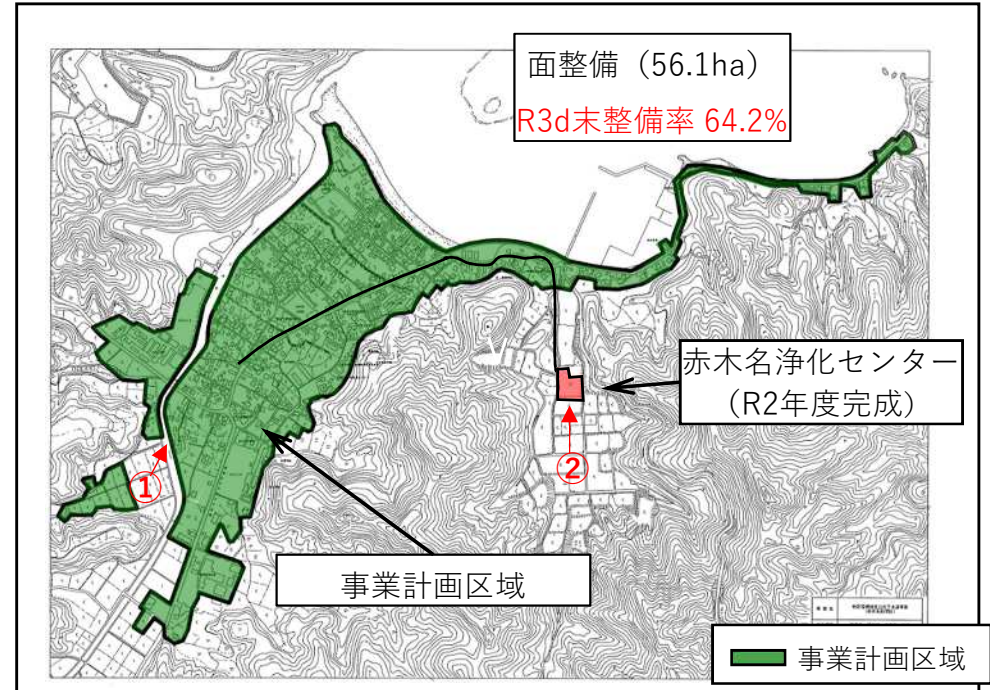 面整備（56.1ha）
R3d末整備率 64.2%
赤木名浄化センター
（R2年度完成）
①
②
事業計画区域
事業計画区域